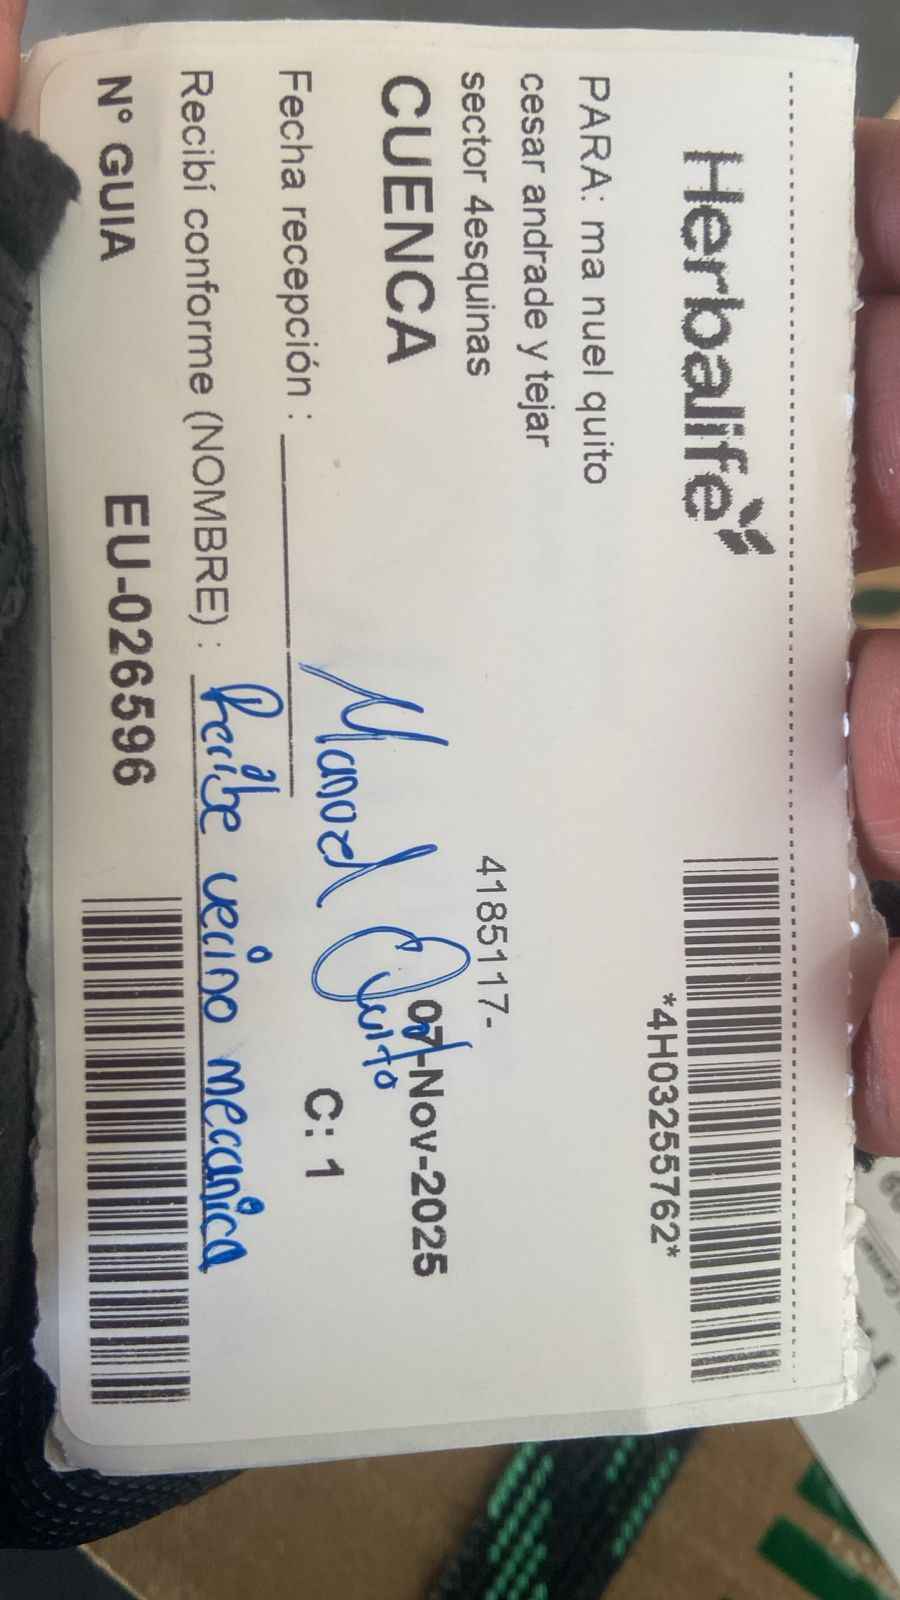 Herbalife
*4H03255762*
PARA: ma nuel quito
cesar andrade y tejar
sector 4esquinas
4185117-
CUENCA
07-Nov-2025
Fecha recepción :
Manuel Quito
C: 1
Recibí conforme (NOMBRE) : Recibe vecino mecanica
N° GUIA EU-026596